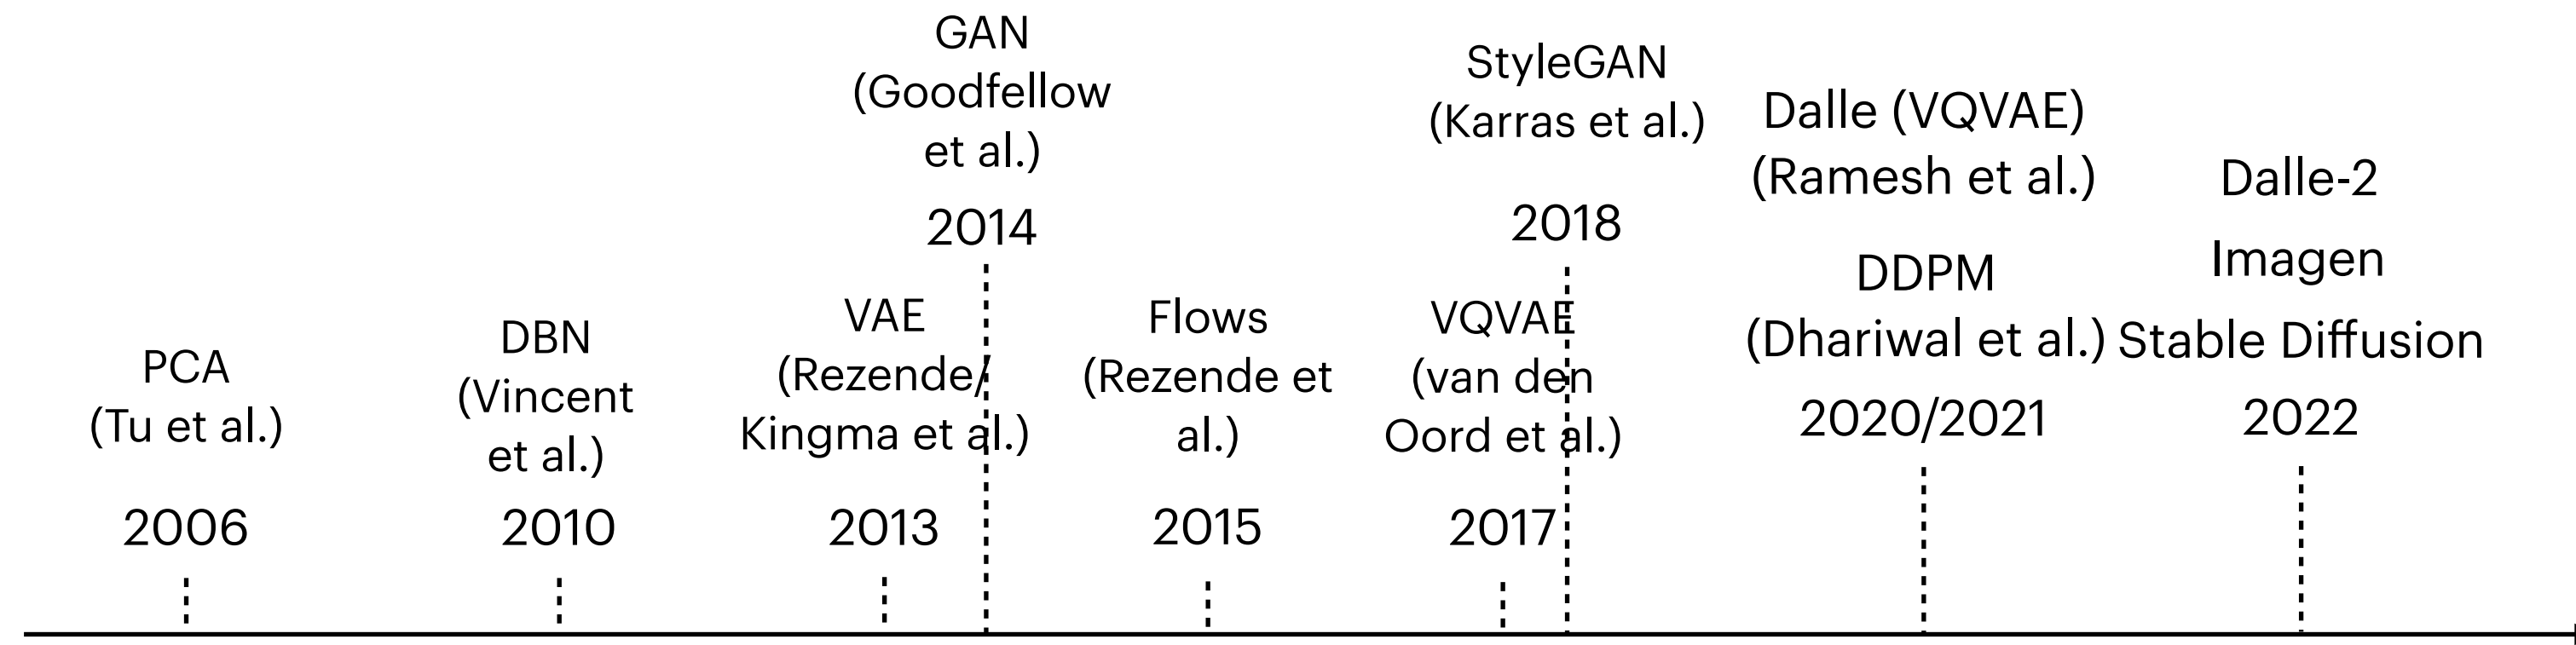 PCA
(Tu et al.)
2006
DBN
(Vincent
et al.)
2010
VAE
(Rezende/
Kingma et al.)
2013
GAN
(Goodfellow
et al.)
2014
Flows
(Rezende et
al.)
2015
VQVAE
(van den
Oord et al.)
2017
StyleGAN
(Karras et al.)
2018
Dalle (VQVAE)
(Ramesh et al.)
DDPM
(Dhariwal et al.)
2020/2021
Dalle-2
Imagen
Stable Diffusion
2022